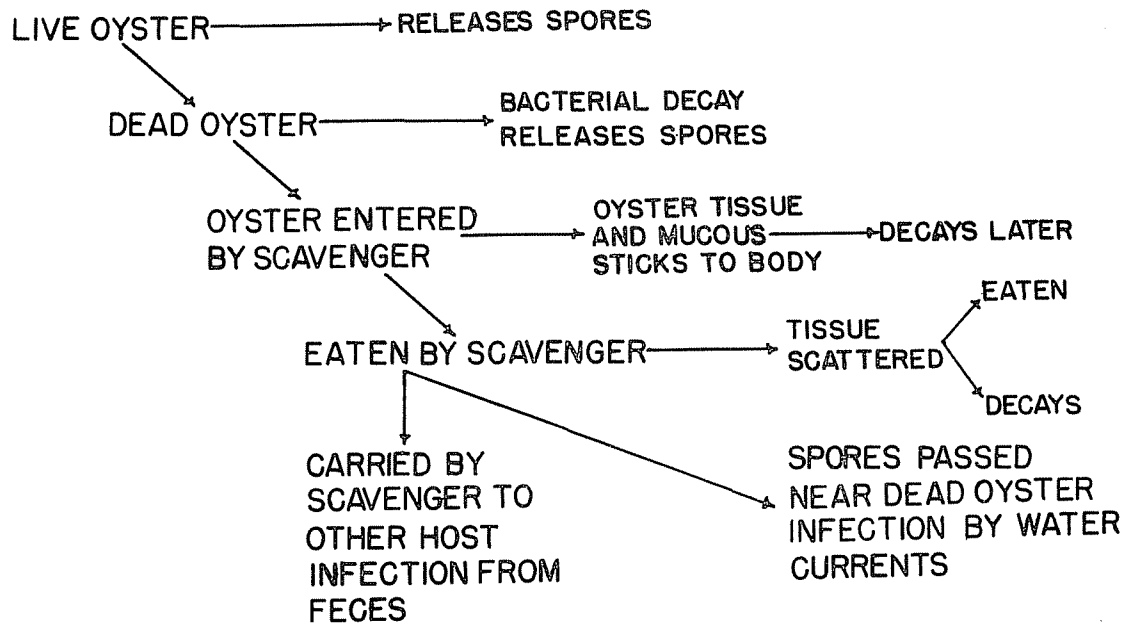 LIVE OYSTER
RELEASES SPORES
DEAD OYSTER
BACTERIAL DECAY
RELEASES SPORES
OYSTER ENTERED
BY SCAVENGER
OYSTER TISSUE
AND MUCOUS
STICKS TO BODY
DECAYS LATER
EATEN BY SCAVENGER
TISSUE
SCATTERED
EATEN
DECAYS
CARRIED BY
SCAVENGER TO
OTHER HOST
INFECTION FROM
FECES
SPORES PASSED
NEAR DEAD OYSTER
INFECTION BY WATER
CURRENTS